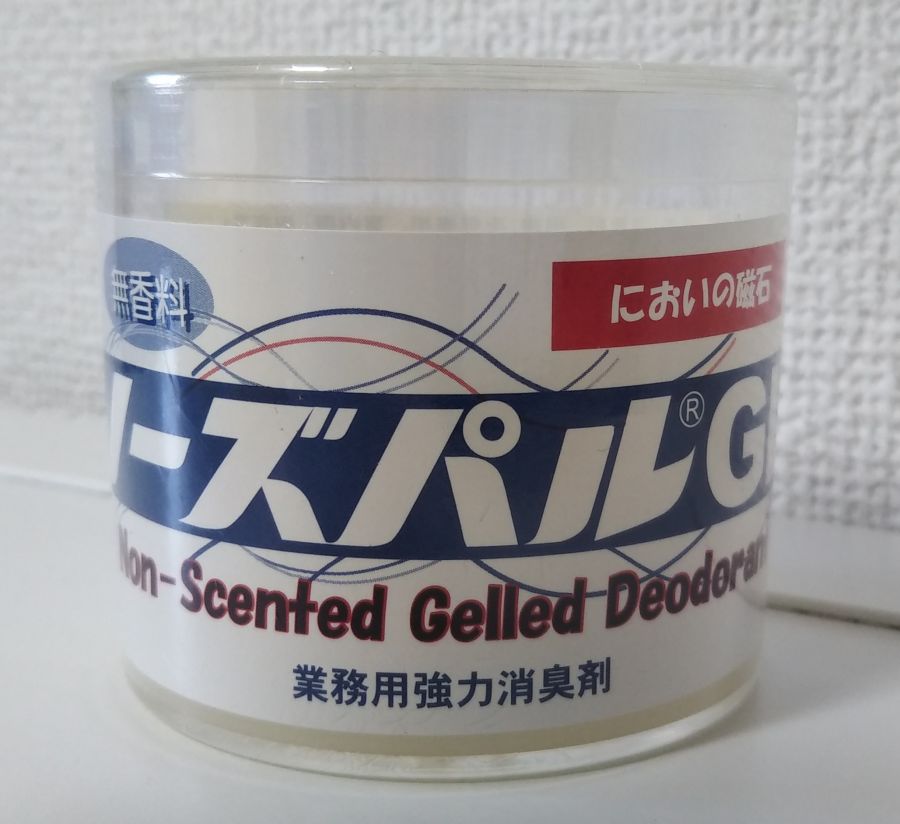 無香料
においの磁石
ーズパル®G
Non-Scented Gelled Deodoran
業務用強力消臭剤